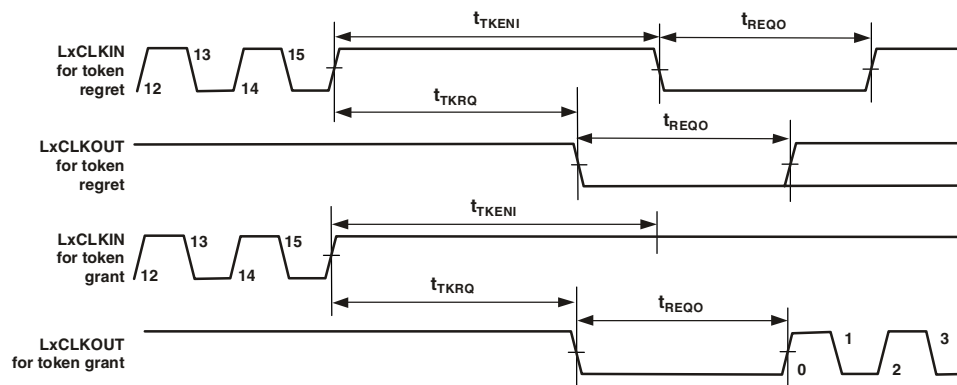 tTKENI
tREQO
LxCLKIN
for token
regret
12
13
14
15
tTKRQ
tREQO
LxCLKOUT
for token
regret
tTKENI
LxCLKIN
for token
grant
12
13
14
15
tTKRQ
tREQO
LxCLKOUT
for token grant
0
1
2
3